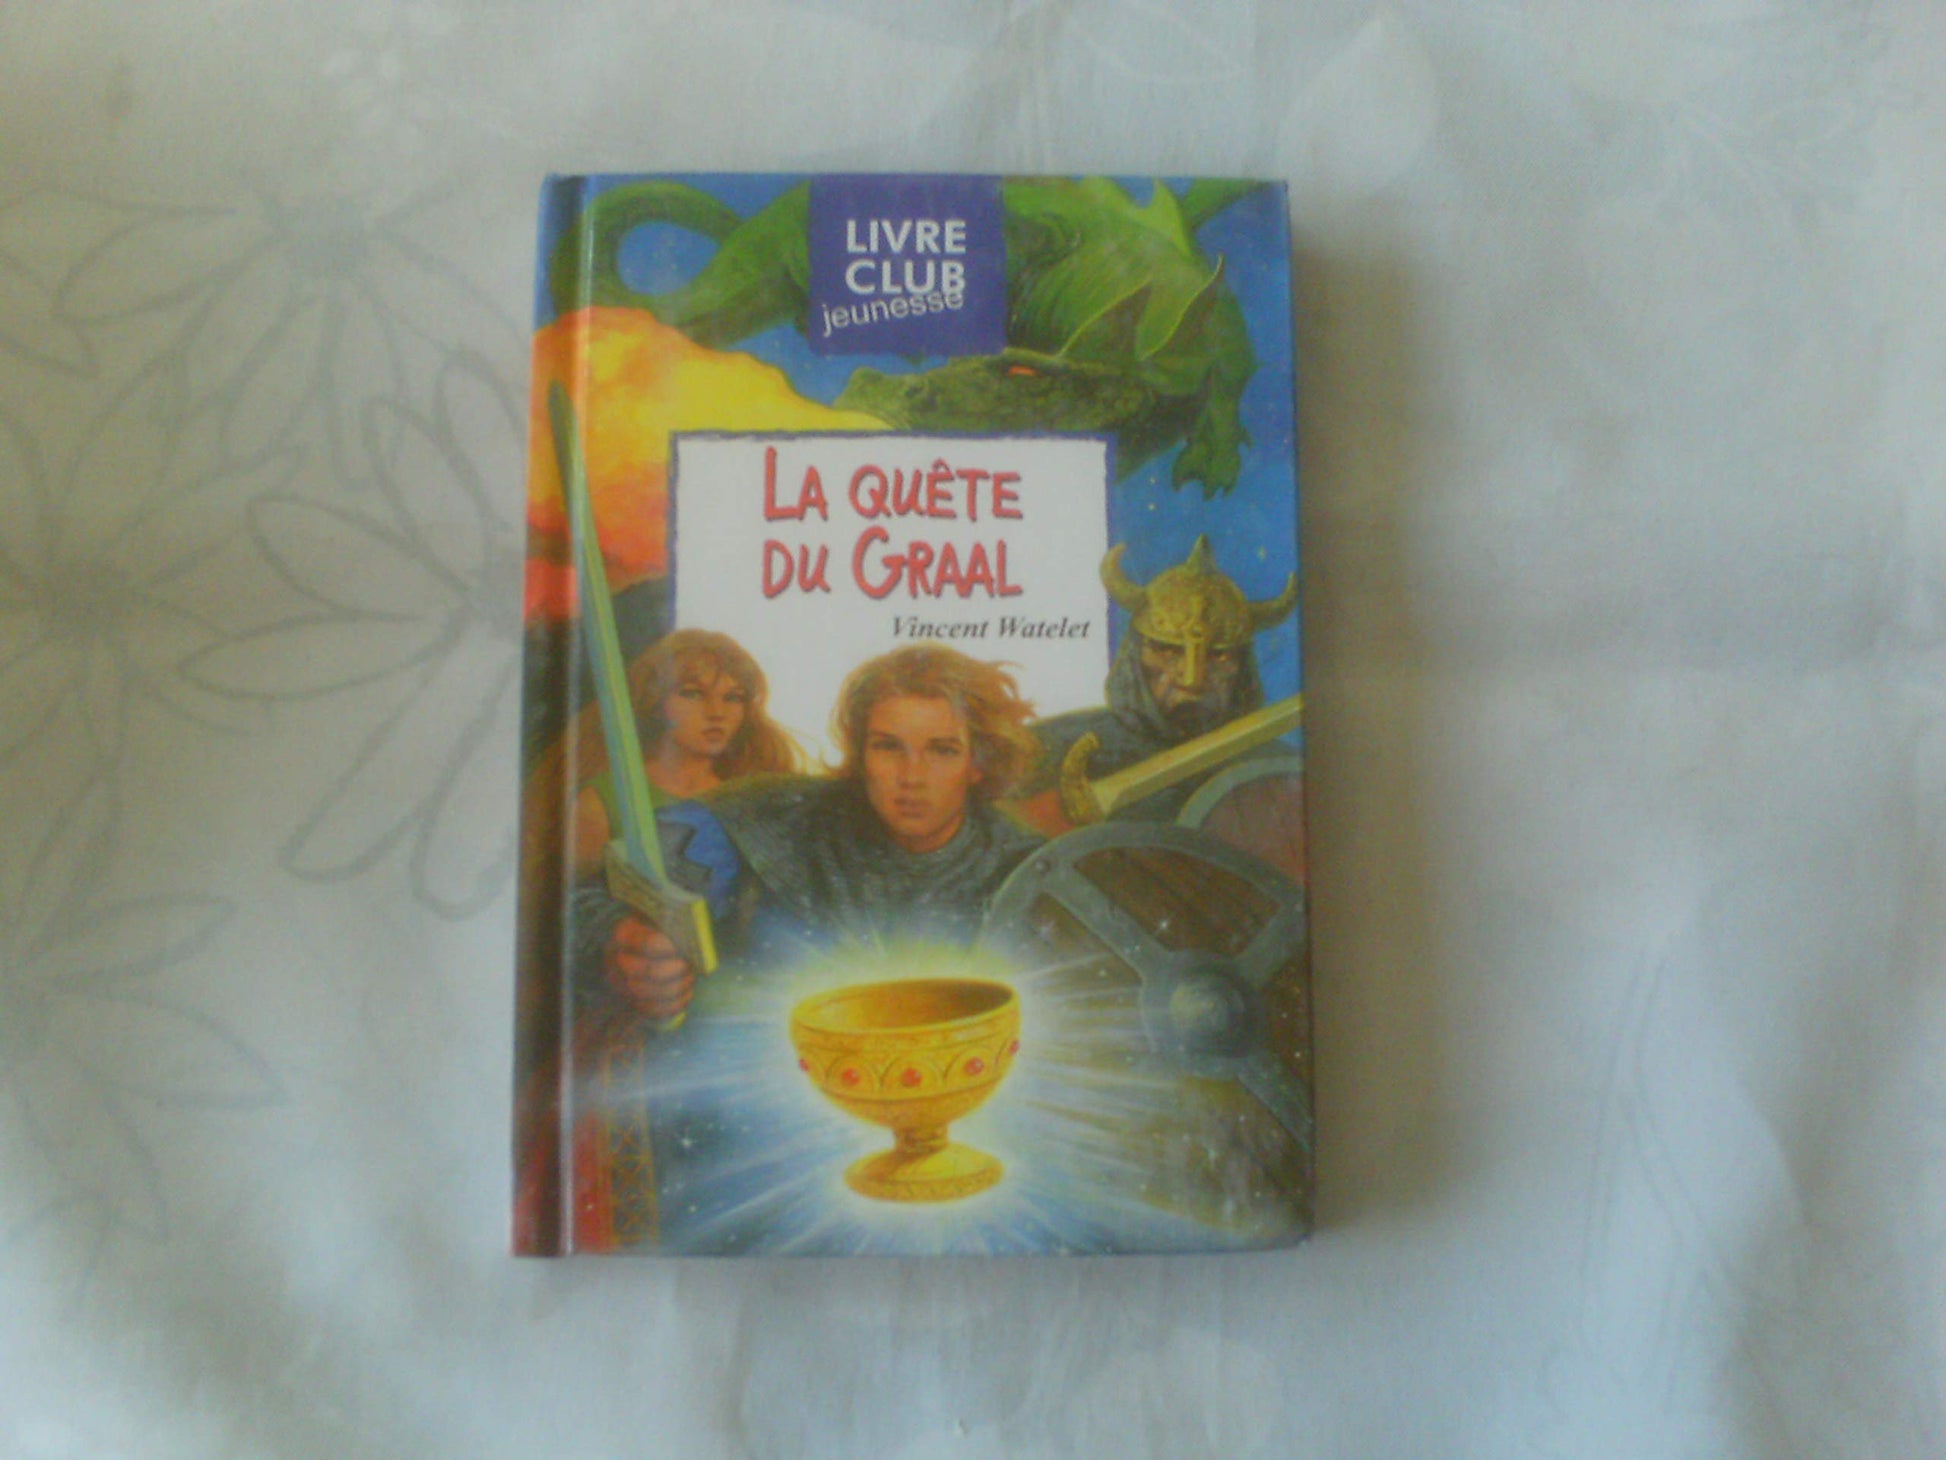 LIVRE
CLUB
jeunesse
LA QUÊTE
DU GRAAL
Vincent Watelet